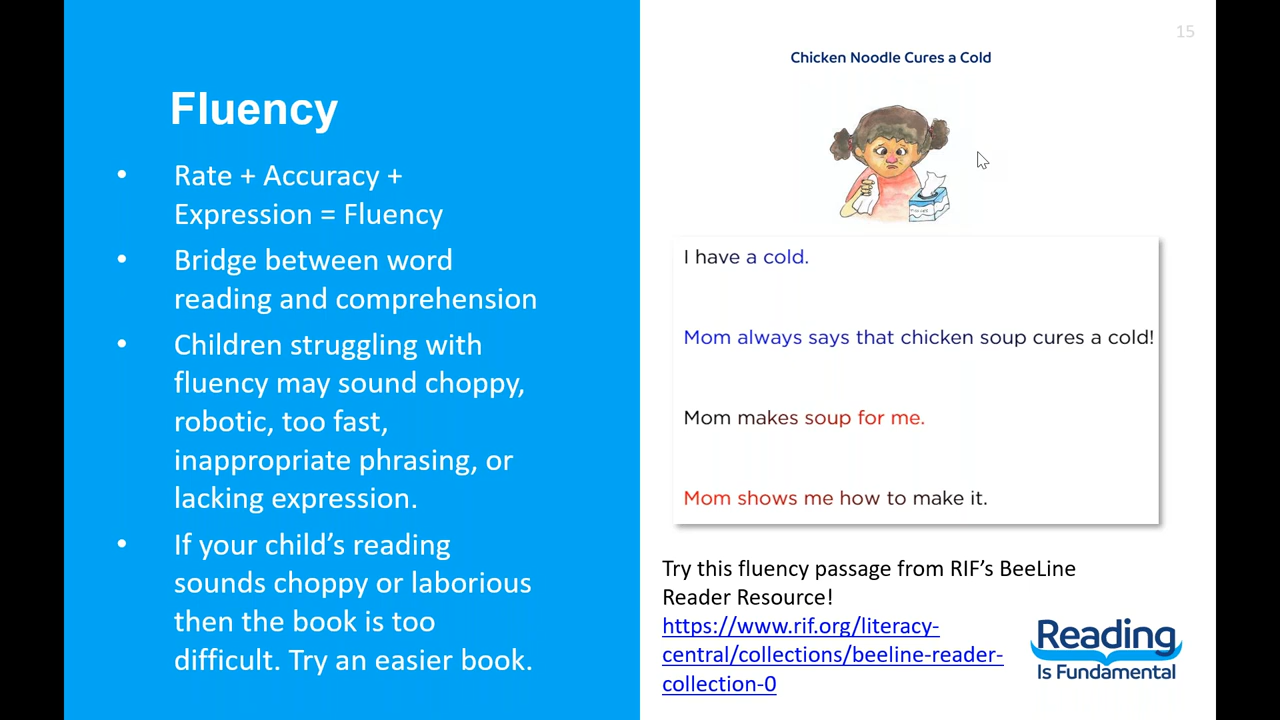 15
Fluency
• Rate + Accuracy +
Expression = Fluency
• Bridge between word
reading and comprehension
• Children struggling with
fluency may sound choppy,
robotic, too fast,
inappropriate phrasing, or
lacking expression.
• If your child’s reading
sounds choppy or laborious
then the book is too
difficult. Try an easier book.
Chicken Noodle Cures a Cold
I have a cold.
Mom always says that chicken soup cures a cold!
Mom makes soup for me.
Mom shows me how to make it.
Try this fluency passage from RIF’s BeeLine
Reader Resource!
https://www.rif.org/literacy-
central/collections/beeline-reader-
collection-0
Reading
Is Fundamental